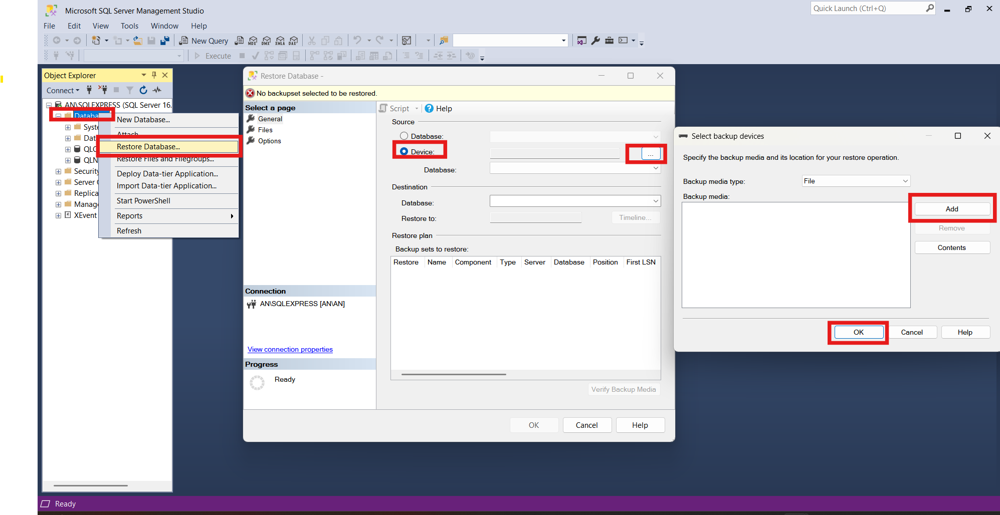 Microsoft SQL Server Management Studio
Quick Launch (Ctrl+Q)
File Edit View Tools Window Help
New Query MDX DMX XMLA DAX
Execute
Object Explorer
Connect
AN\SQLEXPRESS (SQL Server 16.
Databa
Syste
Dat
QLC
QLN
Security
Server
Replica
Manag
XEvent
New Database...
Attach
Restore Database...
Restore Files and Filegroups...
Deploy Data-tier Application...
Import Data-tier Application...
Start PowerShell
Reports
Refresh
Restore Database -
No backupset selected to be restored.
Select a page
General
Files
Options
Connection
AN\SQLEXPRESS [AN\AN]
View connection properties
Progress
Ready
Script Help
Source
Database:
Device:
...
Database:
Destination
Database:
Restore to:
Timeline...
Restore plan
Backup sets to restore:
Restore Name Component Type Server Database Position First LSN
Verify Backup Media
OK Cancel Help
Select backup devices
Specify the backup media and its location for your restore operation.
Backup media type: File
Backup media:
Add
Remove
Contents
OK Cancel Help
Ready